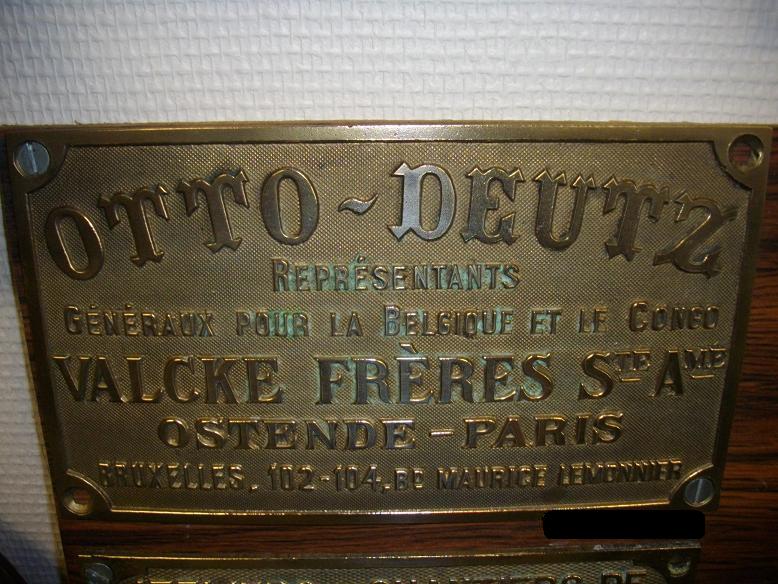 OTTO-DEUTZ
REPRÉSENTANTS
GÉNÉRAUX POUR LA BELGIQUE ET LE CONGO
VALCKE FRÈRES STE AME
OSTENDE-PARIS
BRUXELLES, 102-104, BD MAURICE LEMONNIER